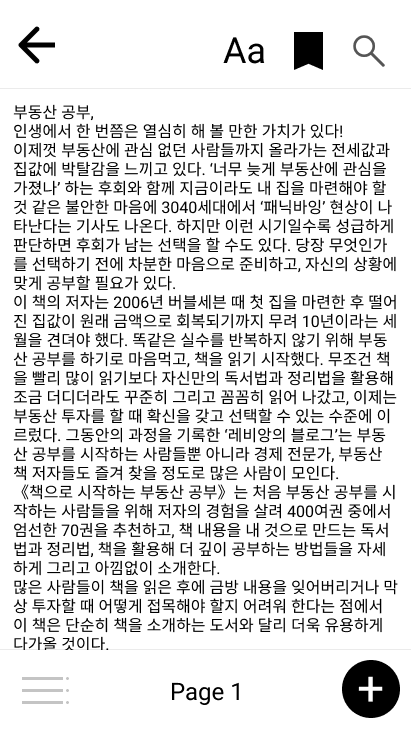 Aa
부동산 공부,
인생에서 한 번쯤은 열심히 해 볼 만한 가치가 있다!
이제껏 부동산에 관심 없던 사람들까지 올라가는 전세값과
집값에 박탈감을 느끼고 있다. ‘너무 늦게 부동산에 관심을
가졌나’ 하는 후회와 함께 지금이라도 내 집을 마련해야 할
것 같은 불안한 마음에 3040세대에서 ‘패닉바잉’ 현상이 나
타난다는 기사도 나온다. 하지만 이런 시기일수록 성급하게
판단하면 후회가 남는 선택을 할 수도 있다. 당장 무엇인가
를 선택하기 전에 차분한 마음으로 준비하고, 자신의 상황에
맞게 공부할 필요가 있다.
이 책의 저자는 2006년 버블세븐 때 첫 집을 마련한 후 떨어
진 집값이 원래 금액으로 회복되기까지 무려 10년이라는 세
월을 견뎌야 했다. 똑같은 실수를 반복하지 않기 위해 부동
산 공부를 하기로 마음먹고, 책을 읽기 시작했다. 무조건 책
을 빨리 많이 읽기보다 자신만의 독서법과 정리법을 활용해
조금 더디더라도 꾸준히 그리고 꼼꼼히 읽어 나갔고, 이제는
부동산 투자를 할 때 확신을 갖고 선택할 수 있는 수준에 이
르렀다. 그동안의 과정을 기록한 ‘레비앙의 블로그’는 부동
산 공부를 시작하는 사람들뿐 아니라 경제 전문가, 부동산
책 저자들도 즐겨 찾을 정도로 많은 사람이 모인다.
《책으로 시작하는 부동산 공부》는 처음 부동산 공부를 시
작하는 사람들을 위해 저자의 경험을 살려 400여권 중에서
엄선한 70권을 추천하고, 책 내용을 내 것으로 만드는 독서
법과 정리법, 책을 활용해 더 깊이 공부하는 방법들을 자세
하게 그리고 아낌없이 소개한다.
많은 사람들이 책을 읽은 후에 금방 내용을 잊어버리거나 막
상 투자할 때 어떻게 접목해야 할지 어려워 한다는 점에서
이 책은 단순히 책을 소개하는 도서와 달리 더욱 유용하게
다가올 것이다.
Page 1